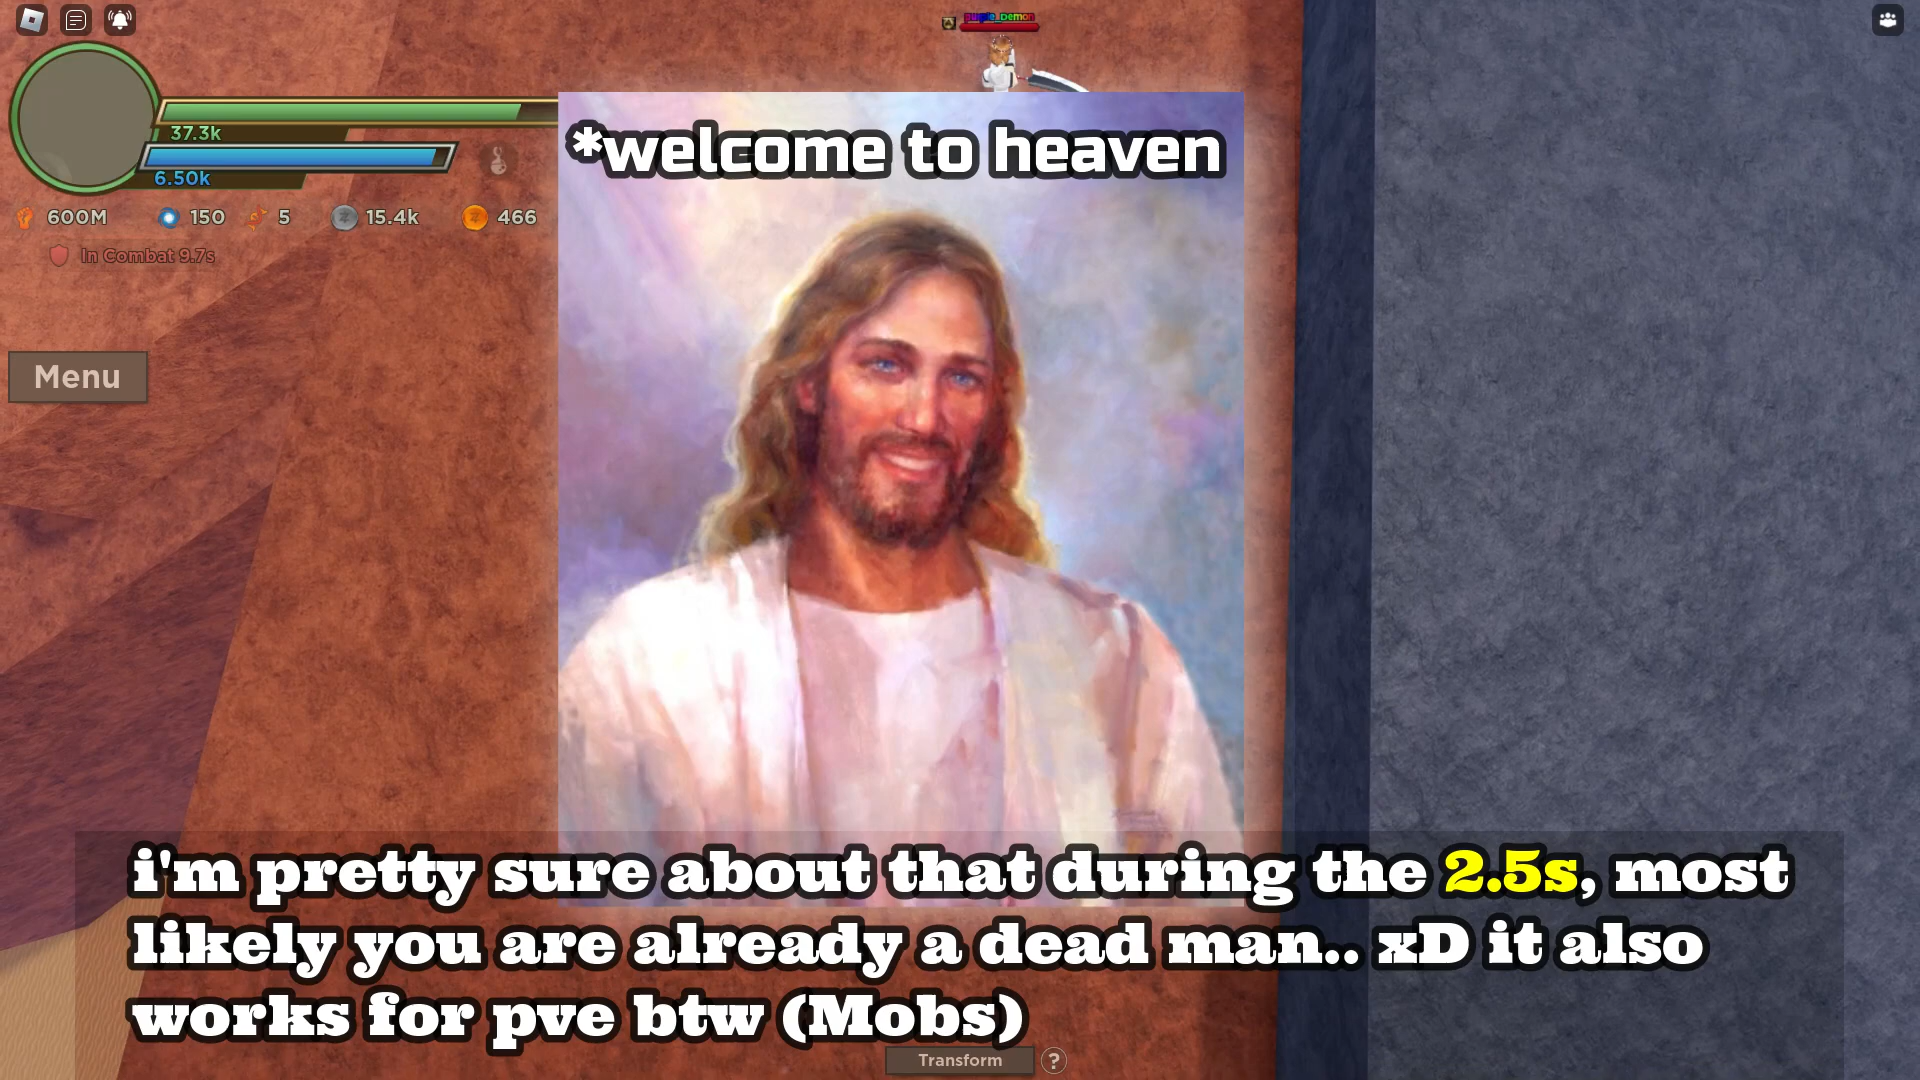 Purple_Demon
*welcome to heaven
37.3k
6.50k
600M 150 5 15.4k 466
In Combat 9.7s
Menu
i'm pretty sure about that during the 2.5s, most
likely you are already a dead man.. xD it also
works for pve btw (Mobs)
Transform ?